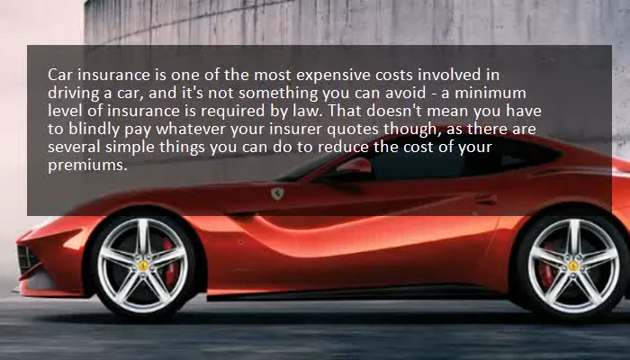 Car insurance is one of the most expensive costs involved in
driving a car, and it's not something you can avoid - a minimum
level of insurance is required by law. That doesn't mean you have
to blindly pay whatever your insurer quotes though, as there are
several simple things you can do to reduce the cost of your
premiums.